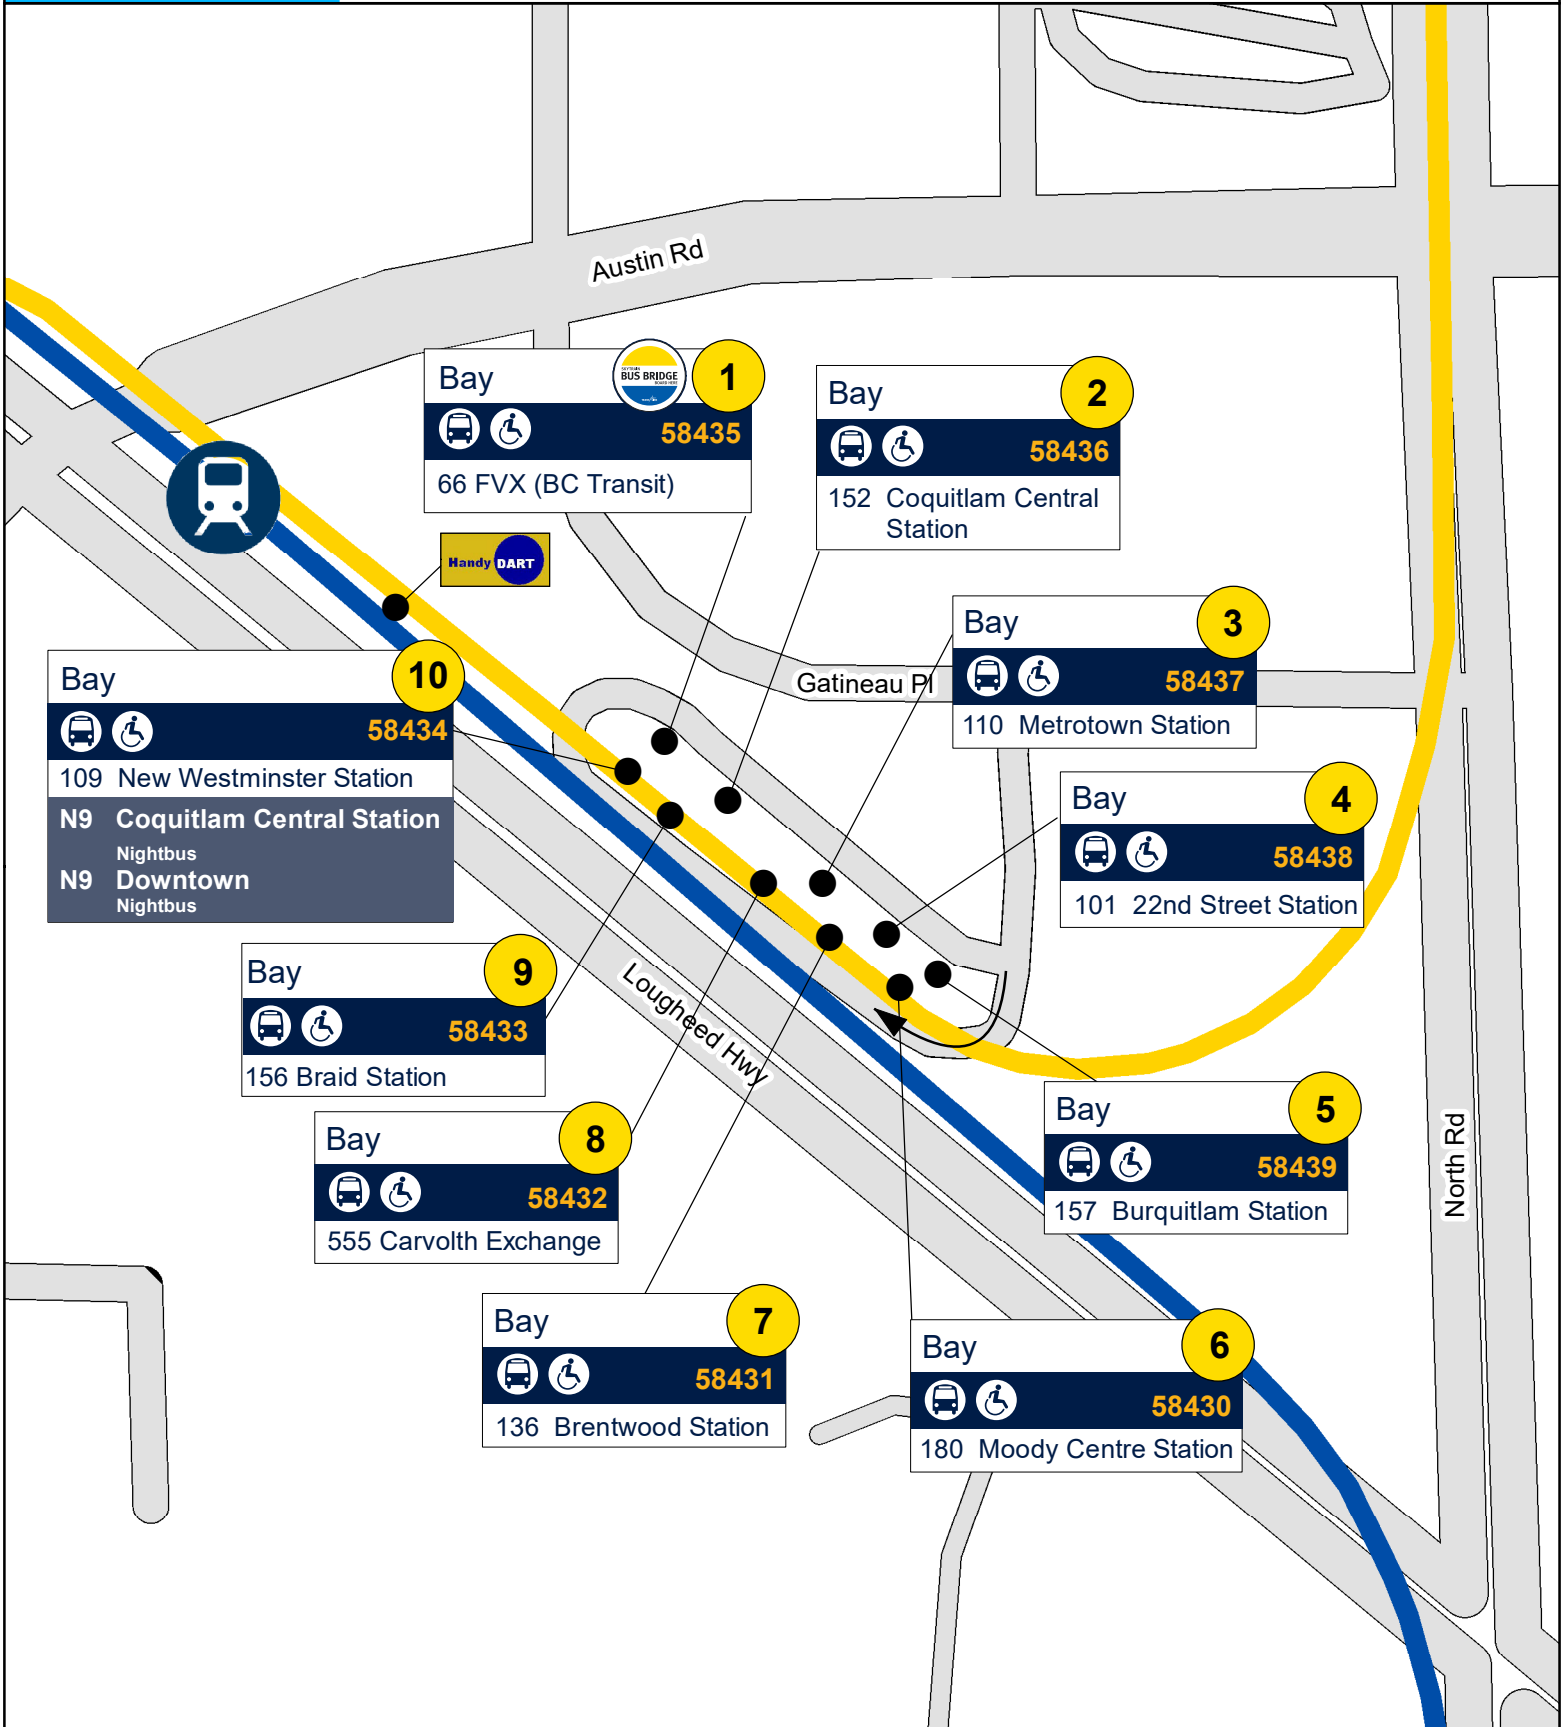 Austin Rd
Bay
BUS BRIDGE
1
58435
66 FVX (BC Transit)
Bay
2
58436
152 Coquitlam Central
Station
Handy DART
Bay
3
58437
110 Metrotown Station
Gatineau Pl
Bay
10
58434
109 New Westminster Station
N9 Coquitlam Central Station
Nightbus
N9 Downtown
Nightbus
Bay
4
58438
101 22nd Street Station
Bay
9
58433
156 Braid Station
Lougheed Hwy
Bay
5
58439
157 Burquitlam Station
North Rd
Bay
8
58432
555 Carvolth Exchange
Bay
7
58431
136 Brentwood Station
Bay
6
58430
180 Moody Centre Station